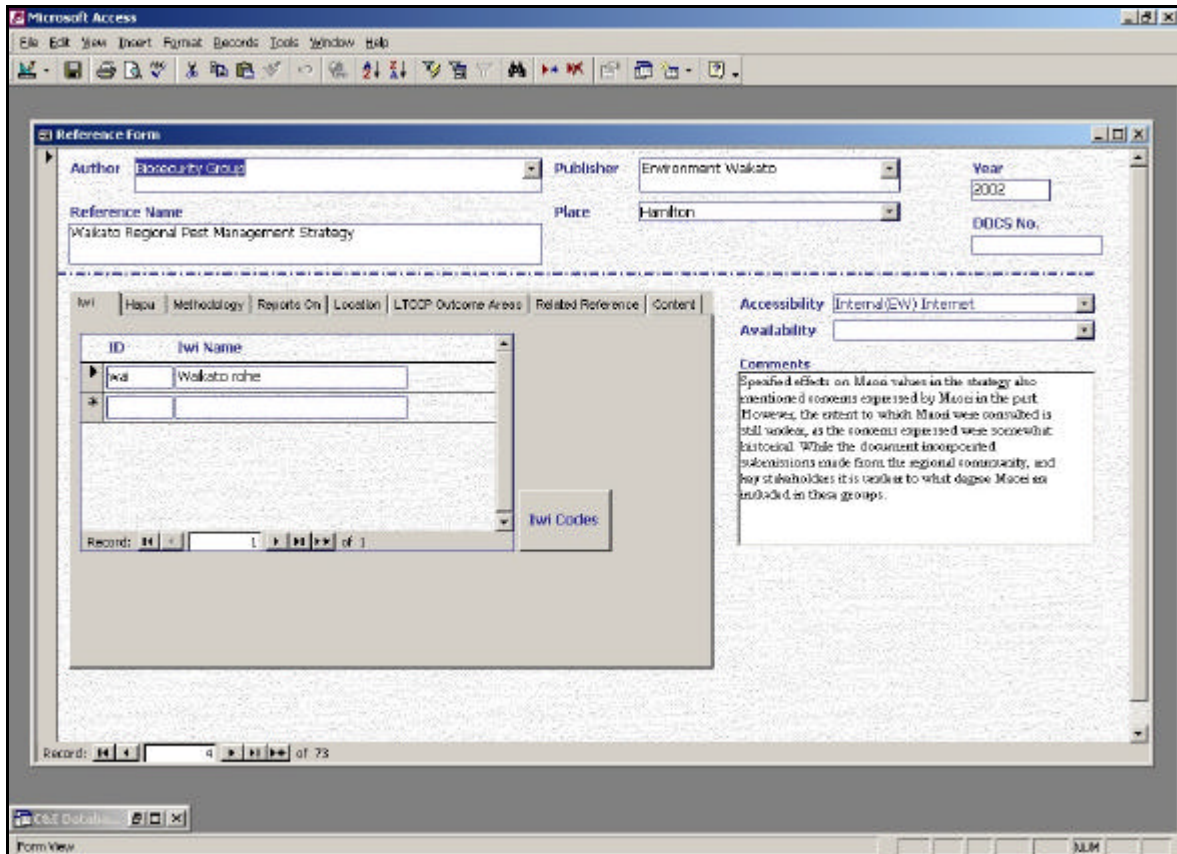 Microsoft Access
File Edit View Insert Format Records Tools Window Help
Reference Form
Author Biosecurity Group Publisher Environment Waikato Year
2002
Reference Name Place Hamilton
Waikato Regional Pest Management Strategy DOCS No.
Iwi Hapu Methodology Reports On Location LTCCP Outcome Areas Related Reference Content
Accessibility Internal(EW) Internet
Availability
ID Iwi Name
wai Waikato rohe
Comments
Specified effects on Maori values in the strategy also
mentioned concerns expressed by Maori in the past.
However, the extent to which Maori were consulted is
still unclear, as the concerns expressed were somewhat
historical. While the document incorporated
submissions made from the regional community, and
key stakeholders it is unclear to what degree Maori are
included in these groups.
Iwi Codes
Record: 1 of 1
Record: 4 of 73
C&E Databa...
Form View NUM